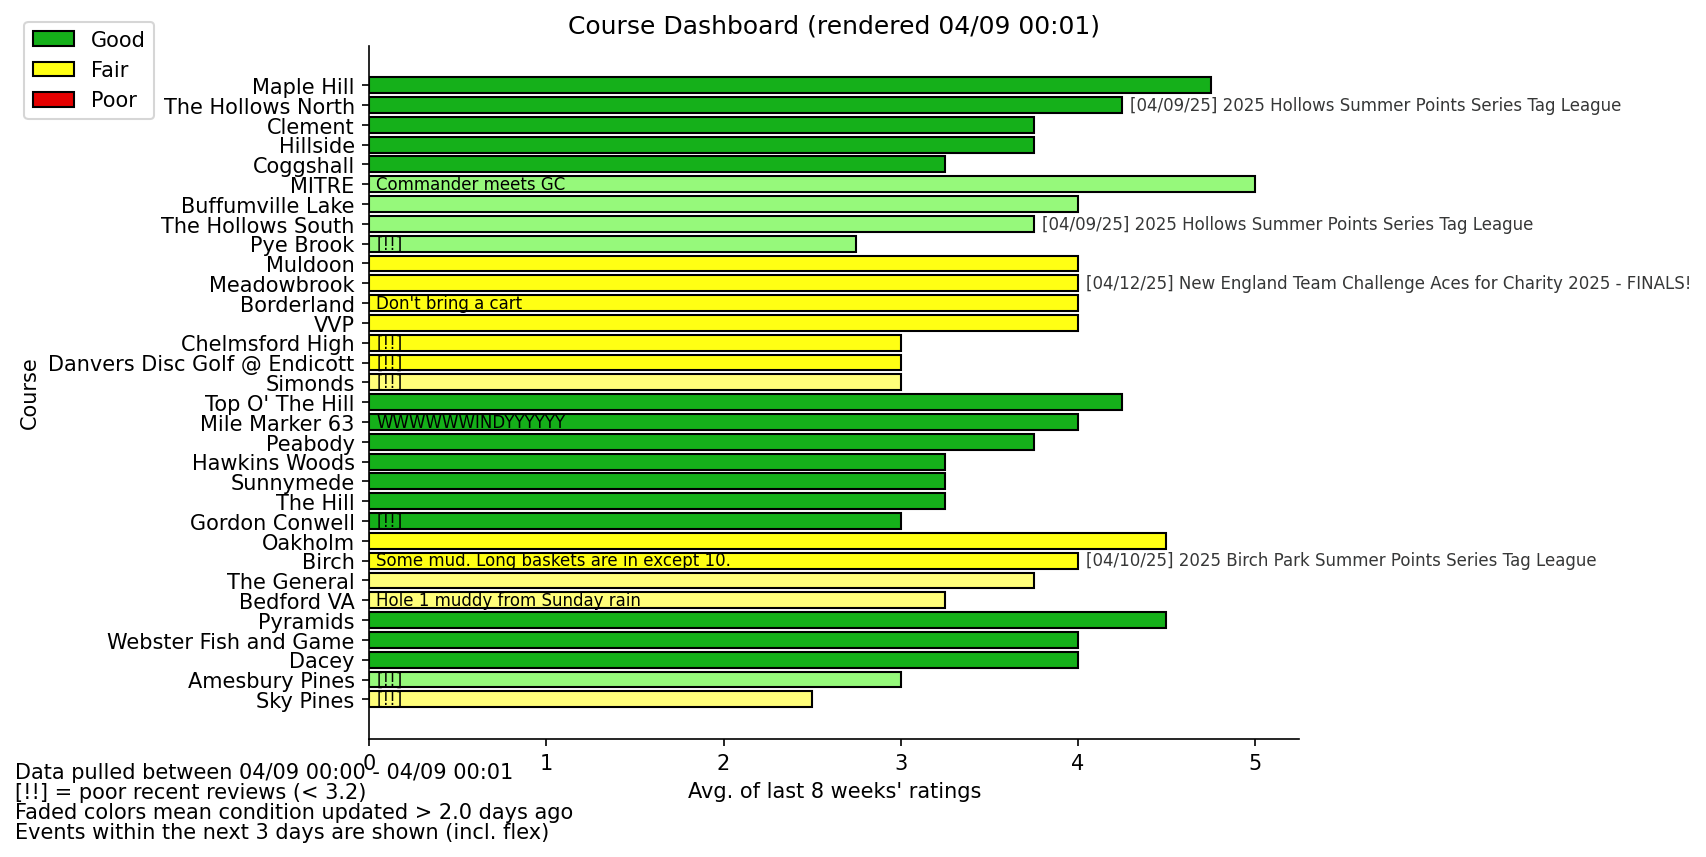 Course Dashboard (rendered 04/09 00:01)
Good
Fair
Poor
Course
Maple Hill
The Hollows North [04/09/25] 2025 Hollows Summer Points Series Tag League
Clement
Hillside
Coggshall
MITRE Commander meets GC
Buffumville Lake
The Hollows South [04/09/25] 2025 Hollows Summer Points Series Tag League
Pye Brook [!!]
Muldoon
Meadowbrook [04/12/25] New England Team Challenge Aces for Charity 2025 - FINALS!
Borderland Don't bring a cart
VVP
Chelmsford High [!!]
Danvers Disc Golf @ Endicott [!!]
Simonds [!!]
Top O' The Hill
Mile Marker 63 WWWWWWINDYYYYYY
Peabody
Hawkins Woods
Sunnymede
The Hill
Gordon Conwell [!!]
Oakholm
Birch Some mud. Long baskets are in except 10. [04/10/25] 2025 Birch Park Summer Points Series Tag League
The General
Bedford VA Hole 1 muddy from Sunday rain
Pyramids
Webster Fish and Game
Dacey
Amesbury Pines [!!]
Sky Pines [!!]
0 1 2 3 4 5
Avg. of last 8 weeks' ratings
Data pulled between 04/09 00:00 - 04/09 00:01
[!!] = poor recent reviews (< 3.2)
Faded colors mean condition updated > 2.0 days ago
Events within the next 3 days are shown (incl. flex)